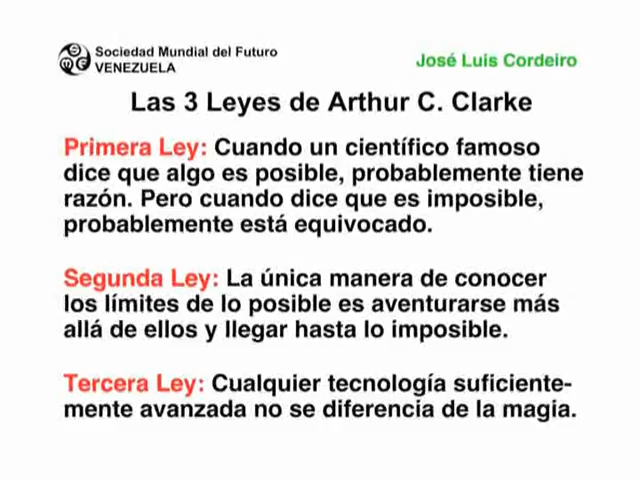 Sociedad Mundial del Futuro
VENEZUELA
José Luis Cordeiro
Las 3 Leyes de Arthur C. Clarke
Primera Ley: Cuando un científico famoso
dice que algo es posible, probablemente tiene
razón. Pero cuando dice que es imposible,
probablemente está equivocado.
Segunda Ley: La única manera de conocer
los límites de lo posible es aventurarse más
allá de ellos y llegar hasta lo imposible.
Tercera Ley: Cualquier tecnología suficiente-
mente avanzada no se diferencia de la magia.